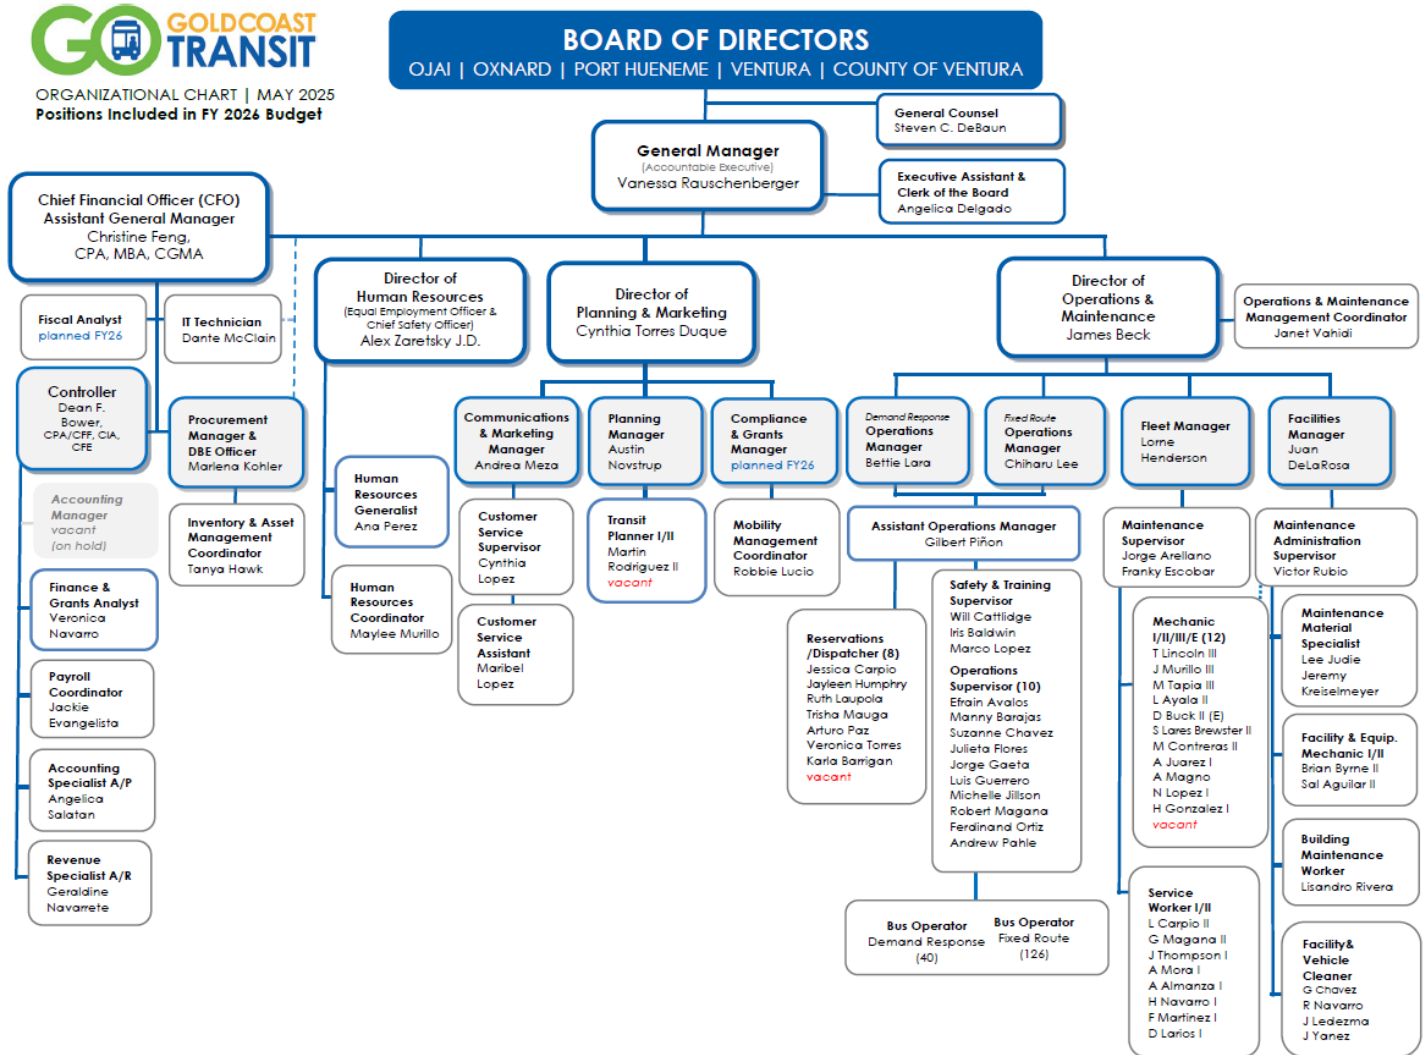 GO GOLD COAST
TRANSIT
ORGANIZATIONAL CHART | MAY 2025
Positions Included in FY 2026 Budget
BOARD OF DIRECTORS
OJAI | OXNARD | PORT HUENEME | VENTURA | COUNTY OF VENTURA
General Counsel
Steven C. DeBaun
General Manager
(Accountable Executive)
Vanessa Rauschenberger
Executive Assistant &
Clerk of the Board
Angelica Delgado
Chief Financial Officer (CFO)
Assistant General Manager
Christine Feng,
CPA, MBA, CGMA
Director of
Human Resources
(Equal Employment Officer &
Chief Safety Officer)
Alex Zaretsky J.D.
Director of
Planning & Marketing
Cynthia Torres Duque
Director of
Operations &
Maintenance
James Beck
Operations & Maintenance
Management Coordinator
Janet Vahidi
Fiscal Analyst
planned FY26
IT Technician
Dante McClain
Controller
Dean F.
Bower,
CPA/CFF, CIA,
CFE
Procurement
Manager &
DBE Officer
Marlena Kohler
Accounting
Manager
vacant
(on hold)
Inventory & Asset
Management
Coordinator
Tanya Hawk
Finance &
Grants Analyst
Veronica
Navarro
Payroll
Coordinator
Jackie
Evangelista
Accounting
Specialist A/P
Angelica
Salatan
Revenue
Specialist A/R
Geraldine
Navarrete
Human
Resources
Generalist
Ana Perez
Human
Resources
Coordinator
Maylee Murillo
Communications
& Marketing
Manager
Andrea Meza
Customer
Service
Supervisor
Cynthia
Lopez
Customer
Service
Assistant
Maribel
Lopez
Planning
Manager
Austin
Novstrup
Transit
Planner I/II
Martin
Rodriguez II
vacant
Compliance
& Grants
Manager
planned FY26
Mobility
Management
Coordinator
Robbie Lucio
Demand Response
Operations
Manager
Bettie Lara
Fixed Route
Operations
Manager
Chiharu Lee
Assistant Operations Manager
Gilbert Piñon
Reservations
/Dispatcher (8)
Jessica Carpio
Jayleen Humphry
Ruth Laupola
Trisha Mauga
Arturo Paz
Veronica Torres
Karla Barrigan
vacant
Safety & Training
Supervisor
Will Cattlidge
Iris Baldwin
Marco Lopez
Operations
Supervisor (10)
Efrain Avalos
Manny Barajas
Suzanne Chavez
Julieta Flores
Jorge Gaeta
Luis Guerrero
Michelle Jillson
Robert Magana
Ferdinand Ortiz
Andrew Pahle
Bus Operator
Demand Response
(40)
Bus Operator
Fixed Route
(126)
Fleet Manager
Lorne
Henderson
Maintenance
Supervisor
Jorge Arellano
Franky Escobar
Mechanic
I/II/III/E (12)
T Lincoln III
J Murillo III
M Tapia III
L Ayala II
D Buck II (E)
S Lares Brewster II
M Contreras II
A Juarez I
A Magno
N Lopez I
H Gonzalez I
vacant
Service
Worker I/II
L Carpio II
G Magana II
J Thompson I
A Mora I
A Almanza I
H Navarro I
F Martinez I
D Larios I
Facilities
Manager
Juan
DeLaRosa
Maintenance
Administration
Supervisor
Victor Rubio
Maintenance
Material
Specialist
Lee Judie
Jeremy
Kreiselmeyer
Facility & Equip.
Mechanic I/II
Brian Byrne II
Sal Aguilar II
Building
Maintenance
Worker
Lisandro Rivera
Facility&
Vehicle
Cleaner
G Chavez
R Navarro
J Ledezma
J Yanez